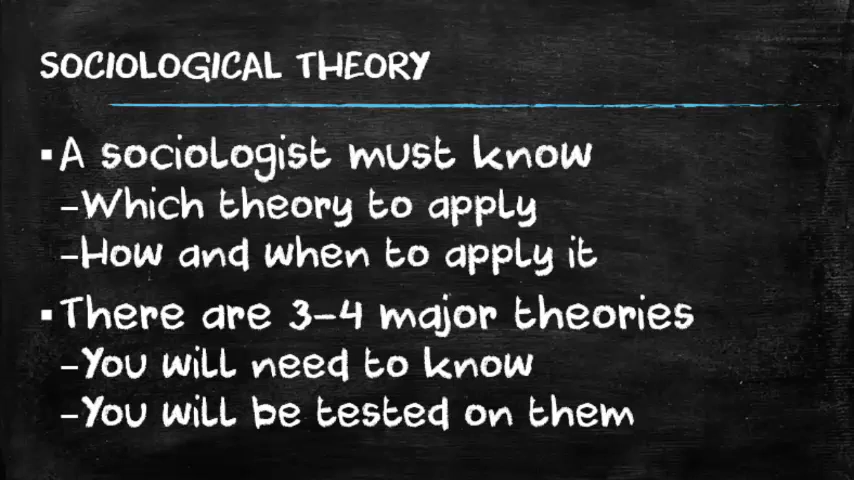 SOCIOLOGICAL THEORY
▪A sociologist must know
–Which theory to apply
–How and when to apply it
▪There are 3–4 major theories
–You will need to know
–You will be tested on them